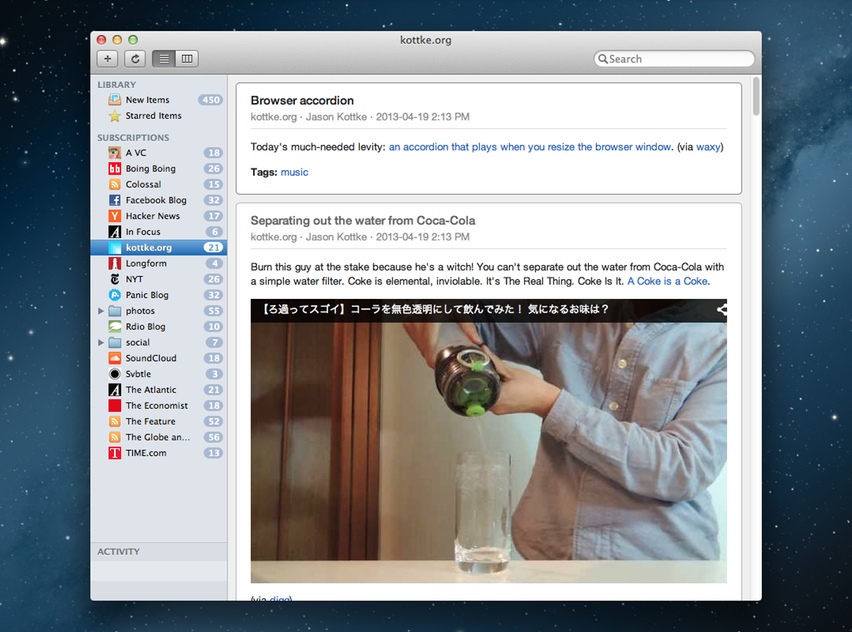 kottke.org
Search
LIBRARY
New Items 450
Starred Items
SUBSCRIPTIONS
A VC 18
Boing Boing 26
Colossal 15
Facebook Blog 32
Hacker News 17
In Focus 6
kottke.org 21
Longform 4
NYT 26
Panic Blog 32
photos 55
Rdio Blog 10
social 7
SoundCloud 18
Svbtle 3
The Atlantic 21
The Economist 18
The Feature 52
The Globe an... 56
TIME.com 13
ACTIVITY
Browser accordion
kottke.org · Jason Kottke · 2013-04-19 2:13 PM
Today's much-needed levity: an accordion that plays when you resize the browser window. (via waxy)
Tags: music
Separating out the water from Coca-Cola
kottke.org · Jason Kottke · 2013-04-19 2:13 PM
Burn this guy at the stake because he's a witch! You can't separate out the water from Coca-Cola with
a simple water filter. Coke is elemental, inviolable. It's The Real Thing. Coke Is It. A Coke is a Coke.
【ろ過ってスゴイ】コーラを無色透明にして飲んでみた！ 気になるお味は？
(via digg)